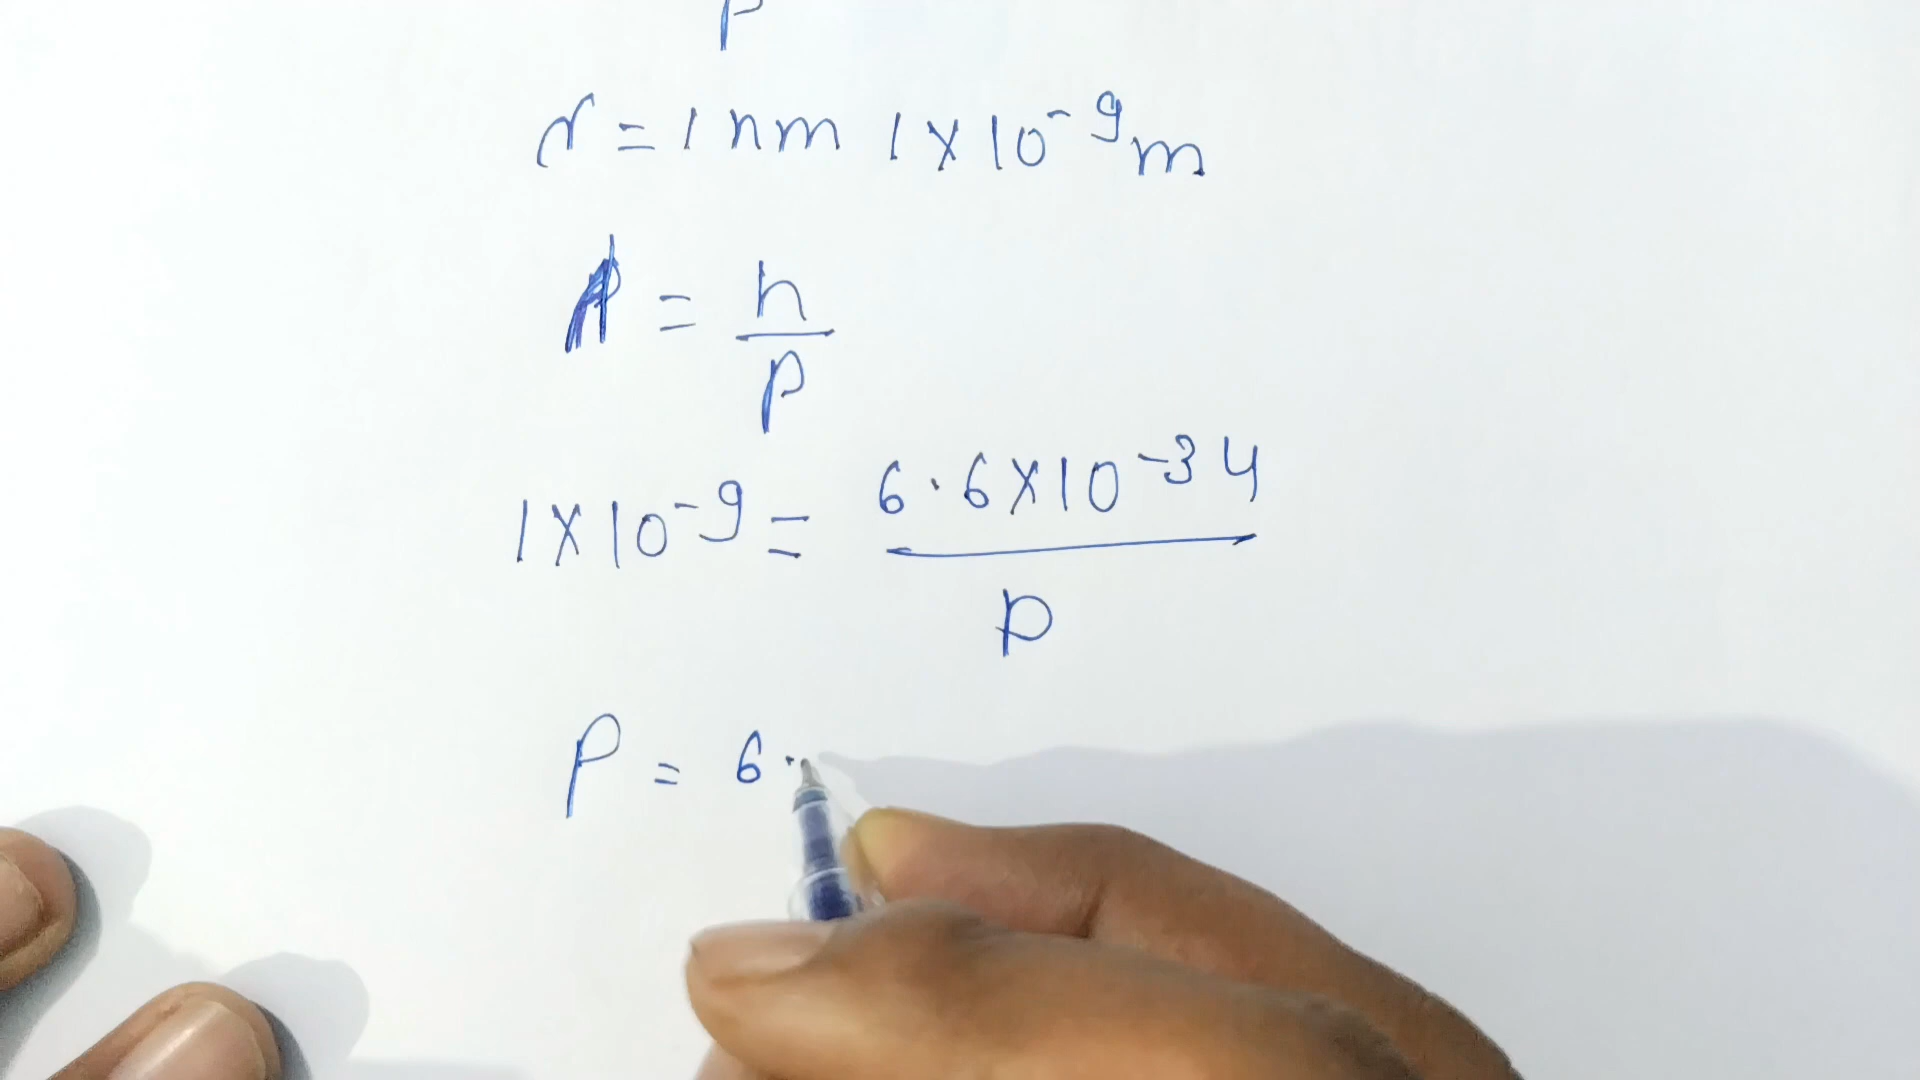 P
λ = 1 nm 1 × 10⁻⁹ m
λ = h / P
1 × 10⁻⁹ = 6.6 × 10⁻³⁴ / P
P = 6.